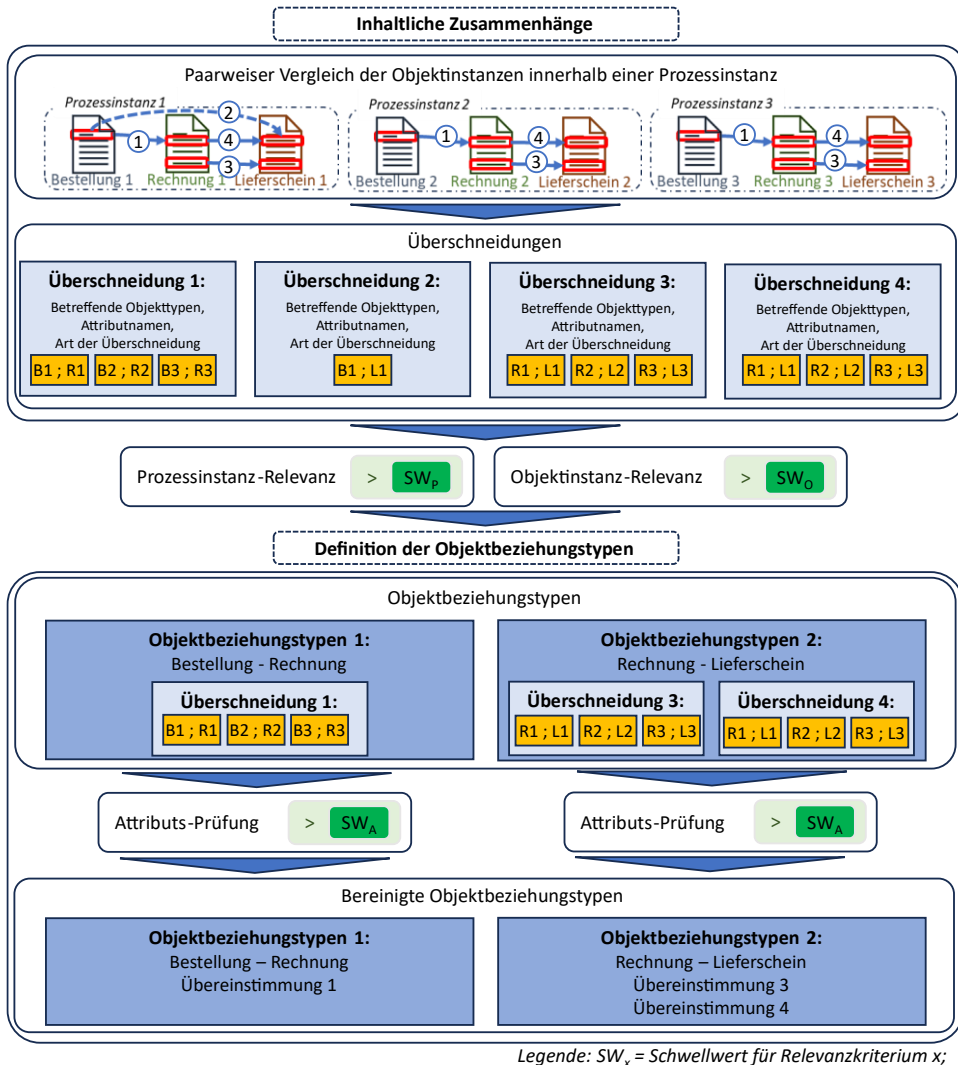 Inhaltliche Zusammenhänge
Paarweiser Vergleich der Objektinstanzen innerhalb einer Prozessinstanz
Prozessinstanz 1
2
1
4
3
Bestellung 1
Rechnung 1
Lieferschein 1
Prozessinstanz 2
1
4
3
Bestellung 2
Rechnung 2
Lieferschein 2
Prozessinstanz 3
1
4
3
Bestellung 3
Rechnung 3
Lieferschein 3
Überschneidungen
Überschneidung 1:
Betreffende Objekttypen,
Attributnamen,
Art der Überschneidung
B1 ; R1
B2 ; R2
B3 ; R3
Überschneidung 2:
Betreffende Objekttypen,
Attributnamen,
Art der Überschneidung
B1 ; L1
Überschneidung 3:
Betreffende Objekttypen,
Attributnamen,
Art der Überschneidung
R1 ; L1
R2 ; L2
R3 ; L3
Überschneidung 4:
Betreffende Objekttypen,
Attributnamen,
Art der Überschneidung
R1 ; L1
R2 ; L2
R3 ; L3
Prozessinstanz-Relevanz > SW_P
Objektinstanz-Relevanz > SW_O
Definition der Objektbeziehungstypen
Objektbeziehungstypen
Objektbeziehungstypen 1:
Bestellung - Rechnung
Überschneidung 1:
B1 ; R1
B2 ; R2
B3 ; R3
Objektbeziehungstypen 2:
Rechnung - Lieferschein
Überschneidung 3:
R1 ; L1
R2 ; L2
R3 ; L3
Überschneidung 4:
R1 ; L1
R2 ; L2
R3 ; L3
Attributs-Prüfung > SW_A
Attributs-Prüfung > SW_A
Bereinigte Objektbeziehungstypen
Objektbeziehungstypen 1:
Bestellung – Rechnung
Übereinstimmung 1
Objektbeziehungstypen 2:
Rechnung – Lieferschein
Übereinstimmung 3
Übereinstimmung 4
Legende: SW_x = Schwellwert für Relevanzkriterium x;